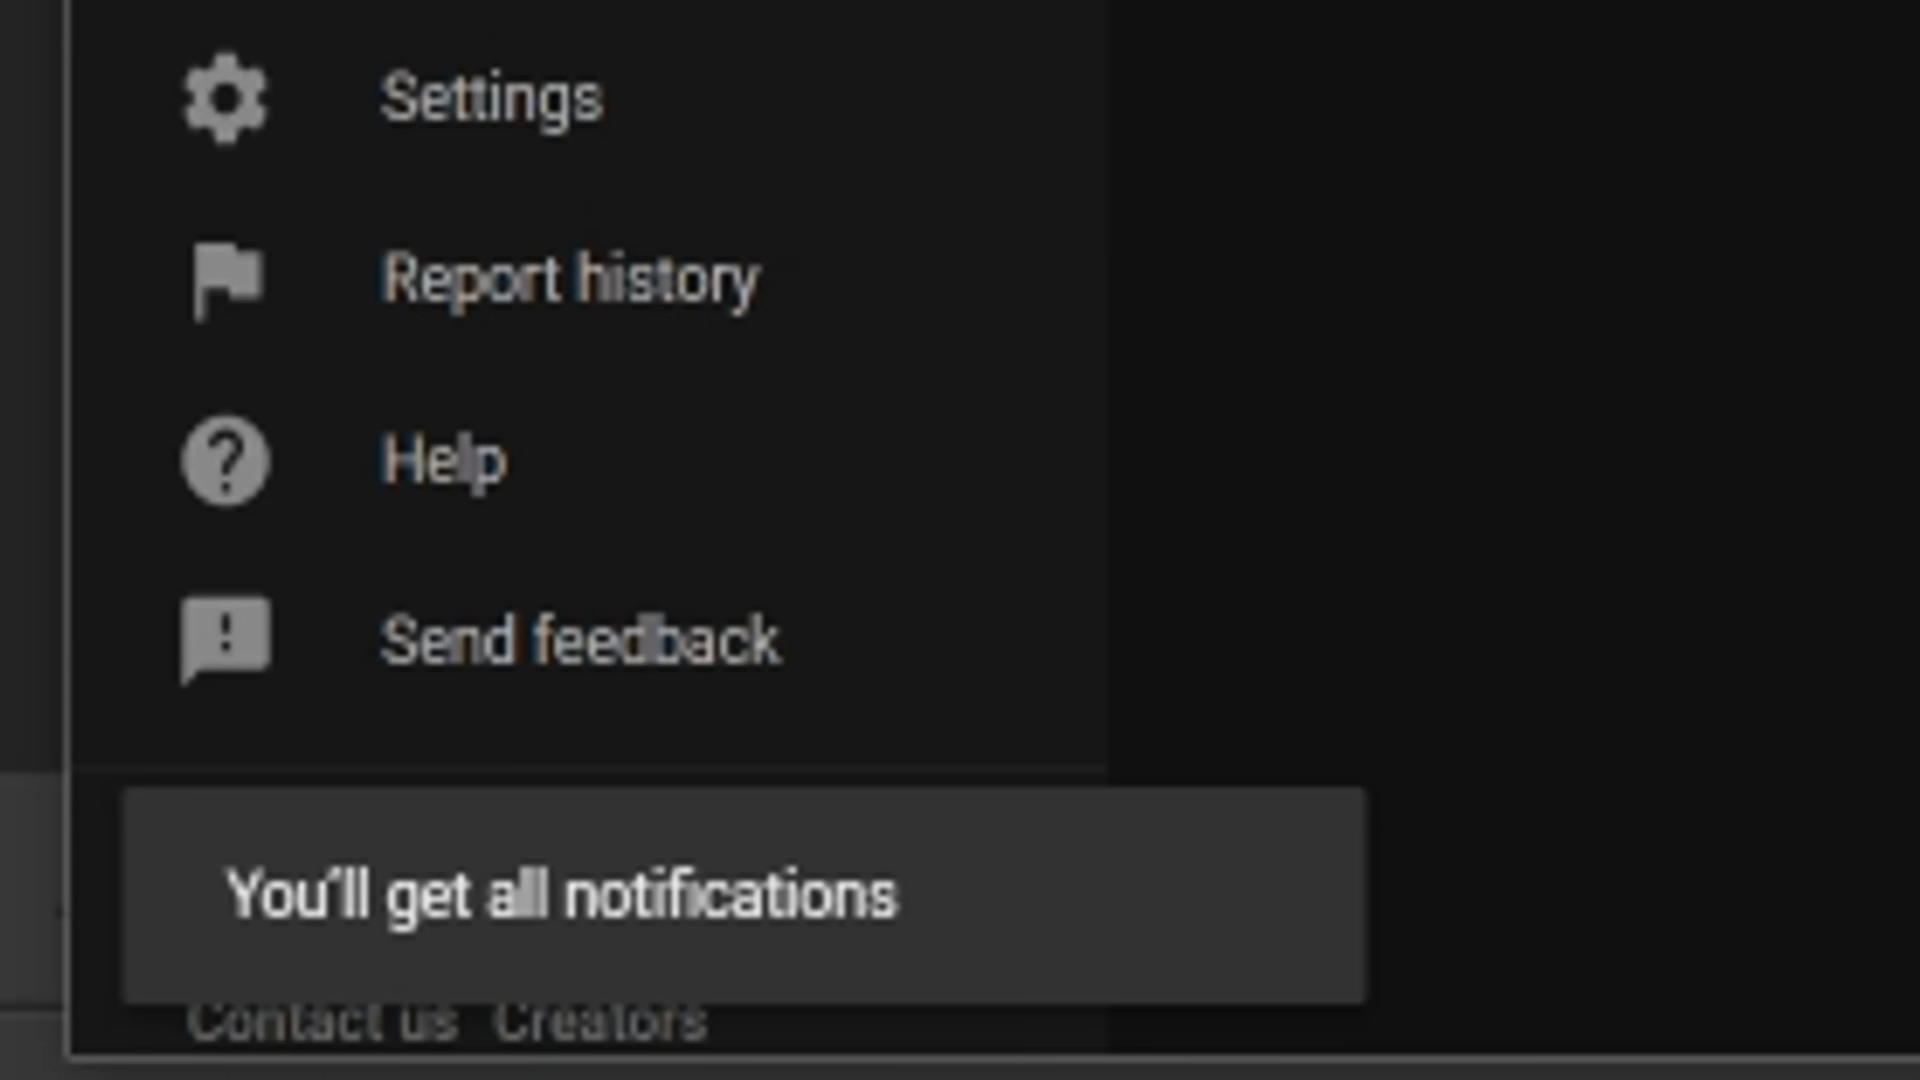 Settings
Report history
Help
Send feedback
You'll get all notifications
Contact us Creators